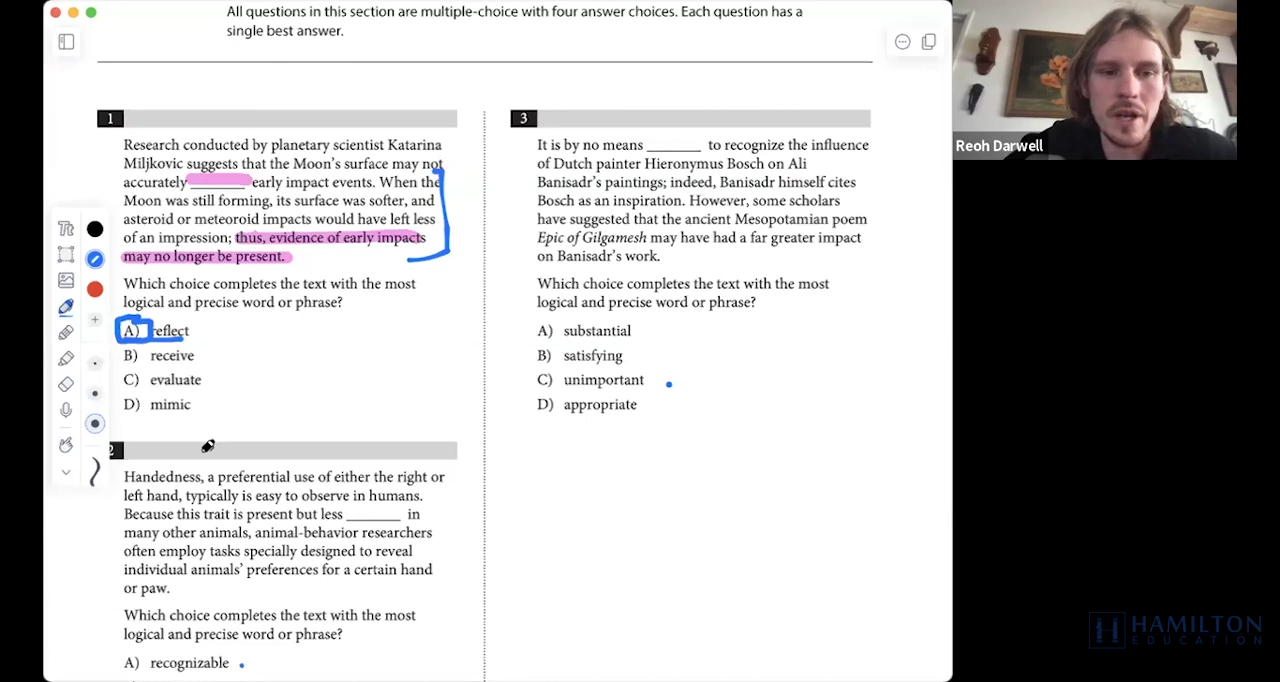 All questions in this section are multiple-choice with four answer choices. Each question has a
single best answer.
1
Research conducted by planetary scientist Katarina
Miljkovic suggests that the Moon's surface may not
accurately ______ early impact events. When the
Moon was still forming, its surface was softer, and
asteroid or meteoroid impacts would have left less
of an impression; thus, evidence of early impacts
may no longer be present.
Which choice completes the text with the most
logical and precise word or phrase?
A) reflect
B) receive
C) evaluate
D) mimic
2
Handedness, a preferential use of either the right or
left hand, typically is easy to observe in humans.
Because this trait is present but less ______ in
many other animals, animal-behavior researchers
often employ tasks specially designed to reveal
individual animals' preferences for a certain hand
or paw.
Which choice completes the text with the most
logical and precise word or phrase?
A) recognizable
3
It is by no means ______ to recognize the influence
of Dutch painter Hieronymus Bosch on Ali
Banisadr's paintings; indeed, Banisadr himself cites
Bosch as an inspiration. However, some scholars
have suggested that the ancient Mesopotamian poem
Epic of Gilgamesh may have had a far greater impact
on Banisadr's work.
Which choice completes the text with the most
logical and precise word or phrase?
A) substantial
B) satisfying
C) unimportant
D) appropriate
Tt
Reoh Darwell
HAMILTON
EDUCATION